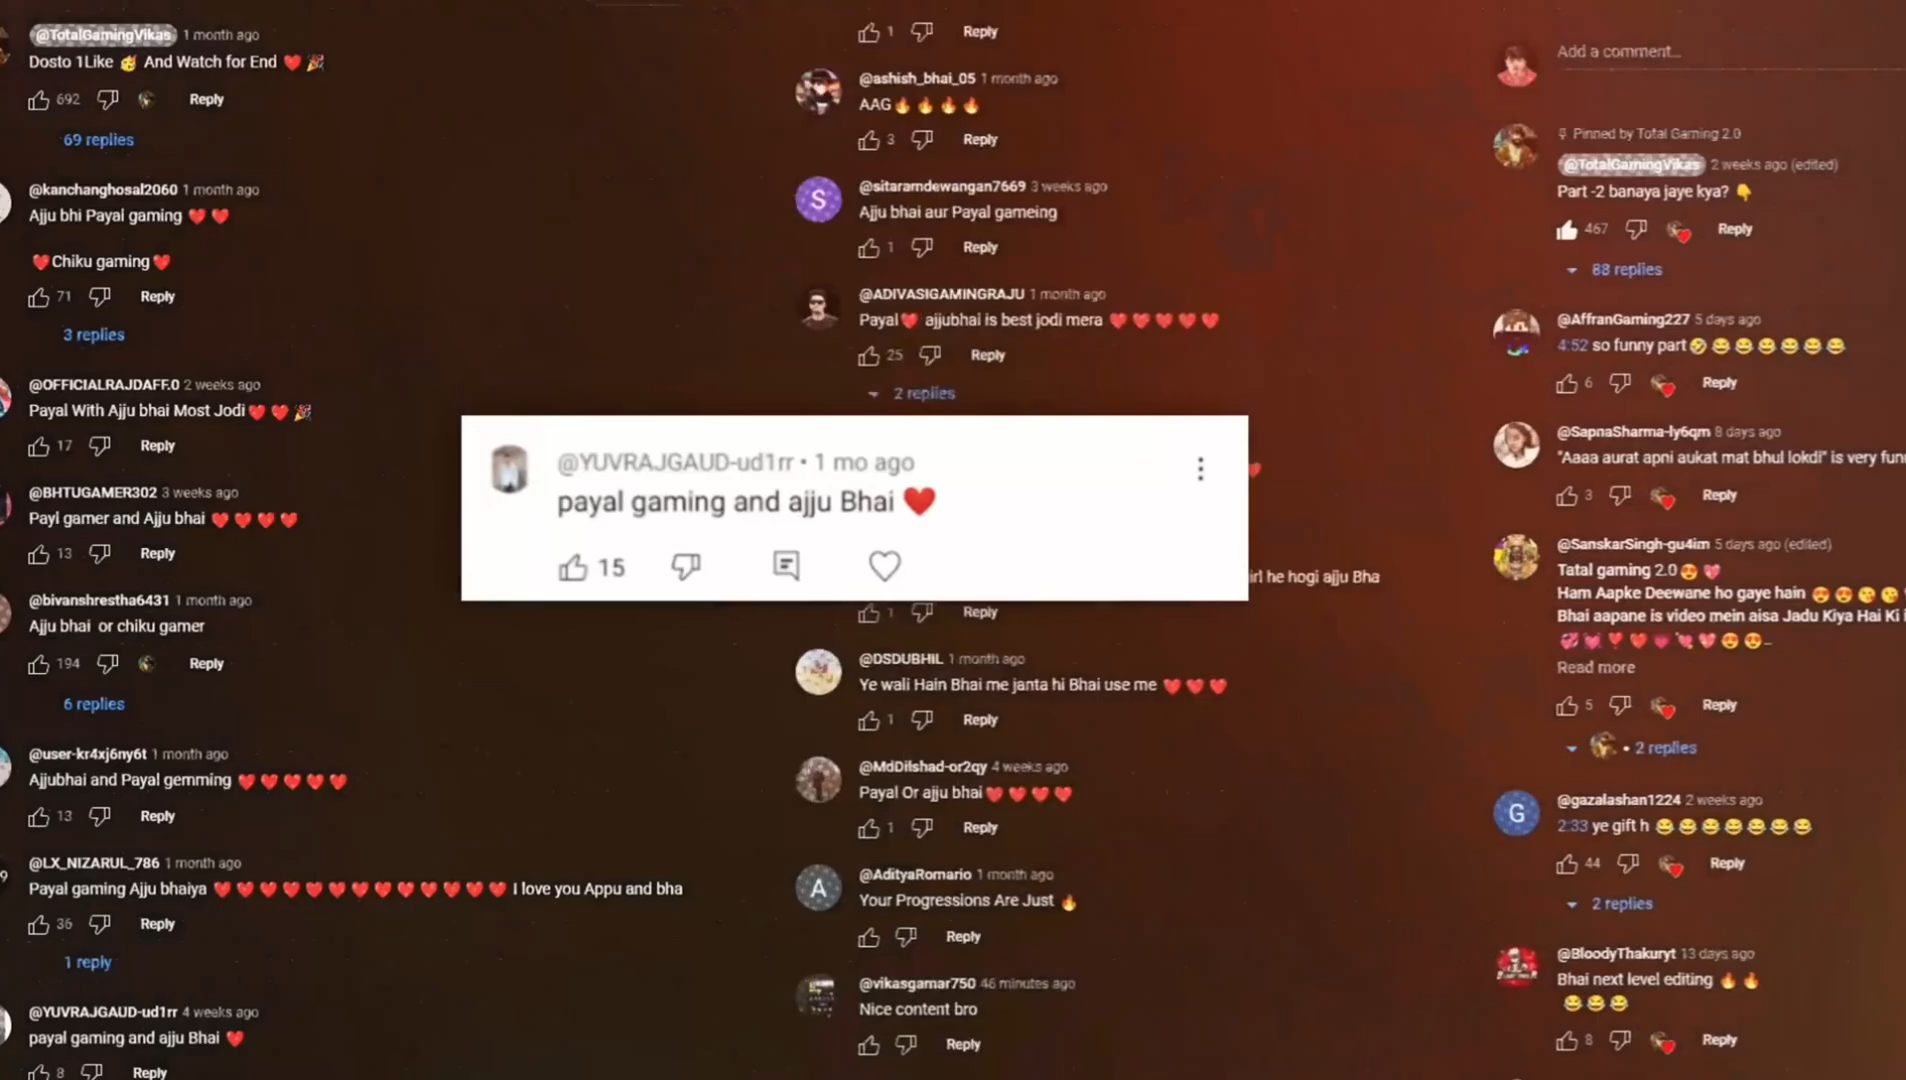 @TotalGamingVikas 1 month ago
Dosto 1Like 🥳 And Watch for End ❤️ 🎉
692 Reply
69 replies
@kanchanghosal2060 1 month ago
Ajju bhi Payal gaming ❤️ ❤️
❤️Chiku gaming❤️
71 Reply
3 replies
@OFFICIALRAJDAFF.0 2 weeks ago
Payal With Ajju bhai Most Jodi❤️ ❤️ 🎉
17 Reply
@BHTUGAMER302 3 weeks ago
Payl gamer and Ajju bhai ❤️ ❤️ ❤️ ❤️
13 Reply
@bivanshrestha6431 1 month ago
Ajju bhai or chiku gamer
194 Reply
6 replies
@user-kr4xj6ny6t 1 month ago
Ajjubhai and Payal gemming ❤️ ❤️ ❤️ ❤️ ❤️
13 Reply
@LX_NIZARUL_786 1 month ago
Payal gaming Ajju bhaiya ❤️ ❤️ ❤️ ❤️ ❤️ ❤️ ❤️ ❤️ ❤️ ❤️ ❤️ ❤️ ❤️ I love you Appu and bha
36 Reply
1 reply
@YUVRAJGAUD-ud1rr 4 weeks ago
payal gaming and ajju Bhai ❤️
8 Reply
1 Reply
@ashish_bhai_05 1 month ago
AAG🔥 🔥 🔥 🔥
3 Reply
@sitaramdewangan7669 3 weeks ago
S
Ajju bhai aur Payal gameing
1 Reply
@ADIVASIGAMINGRAJU 1 month ago
Payal❤️ ajjubhai is best jodi mera ❤️ ❤️ ❤️ ❤️ ❤️
25 Reply
2 replies
@YUVRAJGAUD-ud1rr • 1 mo ago
payal gaming and ajju Bhai ❤️
15
irl he hogi ajju Bha
1 Reply
@DSDUBHIL 1 month ago
Ye wali Hain Bhai me janta hi Bhai use me ❤️ ❤️ ❤️
1 Reply
@MdDilshad-or2qy 4 weeks ago
Payal Or ajju bhai❤️ ❤️ ❤️ ❤️
1 Reply
@AdityaRomario 1 month ago
A
Your Progressions Are Just 🔥
Reply
@vikasgamar750 46 minutes ago
Nice content bro
Reply
Add a comment...
Pinned by Total Gaming 2.0
@TotalGamingVikas 2 weeks ago (edited)
Part -2 banaya jaye kya? 👇
467 Reply
88 replies
@AffranGaming227 5 days ago
4:52 so funny part🤣 😂 😂 😂 😂 😂 😂
6 Reply
@SapnaSharma-ly6qm 8 days ago
"Aaaa aurat apni aukat mat bhul lokdi" is very funn
3 Reply
@SanskarSingh-gu4im 5 days ago (edited)
Tatal gaming 2.0😍 💖
Ham Aapke Deewane ho gaye hain 😍 😍 😘 😘
Bhai aapane is video mein aisa Jadu Kiya Hai Ki i
Read more
5 Reply
• 2 replies
@gazalashan1224 2 weeks ago
G
2:33 ye gift h 😂 😂 😂 😂 😂 😂 😂
44 Reply
2 replies
@BloodyThakuryt 13 days ago
Bhai next level editing 🔥 🔥
😂 😂 😂
8 Reply